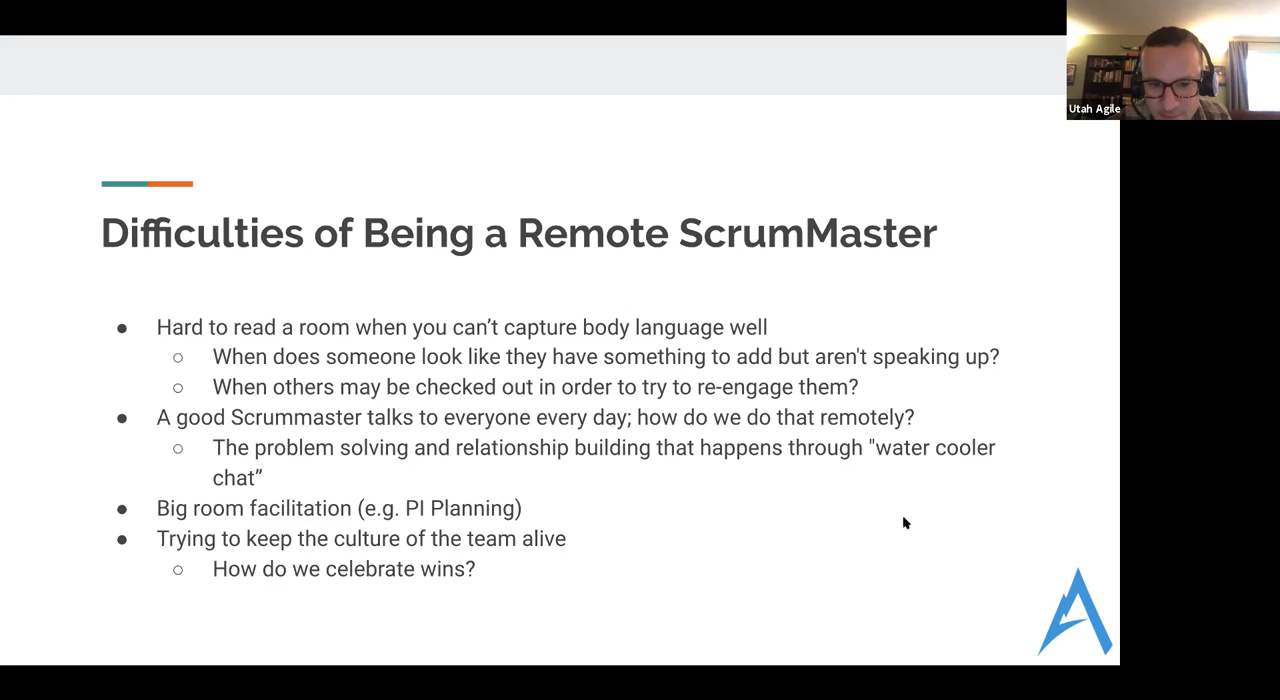 Utah Agile
Difficulties of Being a Remote ScrumMaster
● Hard to read a room when you can’t capture body language well
○ When does someone look like they have something to add but aren't speaking up?
○ When others may be checked out in order to try to re-engage them?
● A good Scrummaster talks to everyone every day; how do we do that remotely?
○ The problem solving and relationship building that happens through "water cooler
chat”
● Big room facilitation (e.g. PI Planning)
● Trying to keep the culture of the team alive
○ How do we celebrate wins?